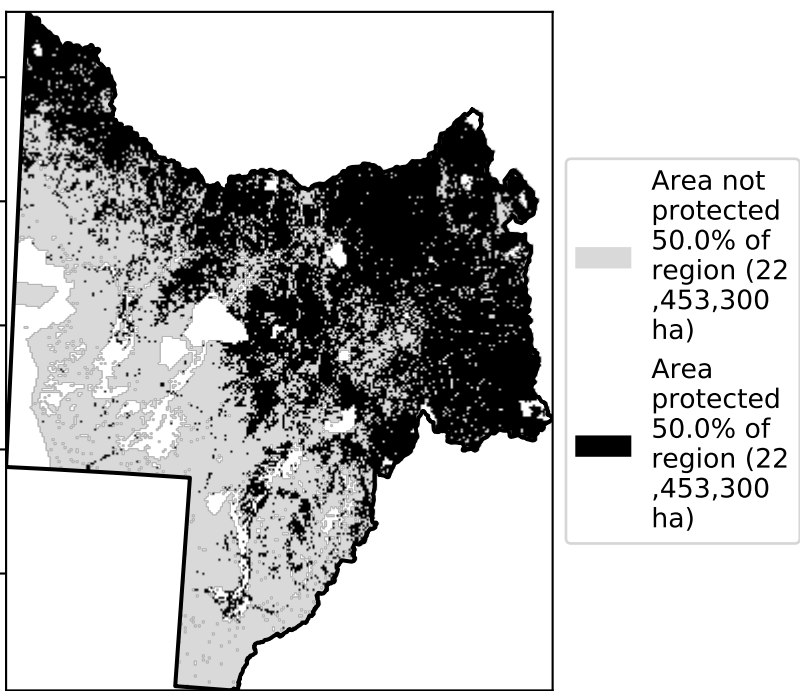 Area not
protected
50.0% of
region (22
,453,300
ha)
Area
protected
50.0% of
region (22
,453,300
ha)